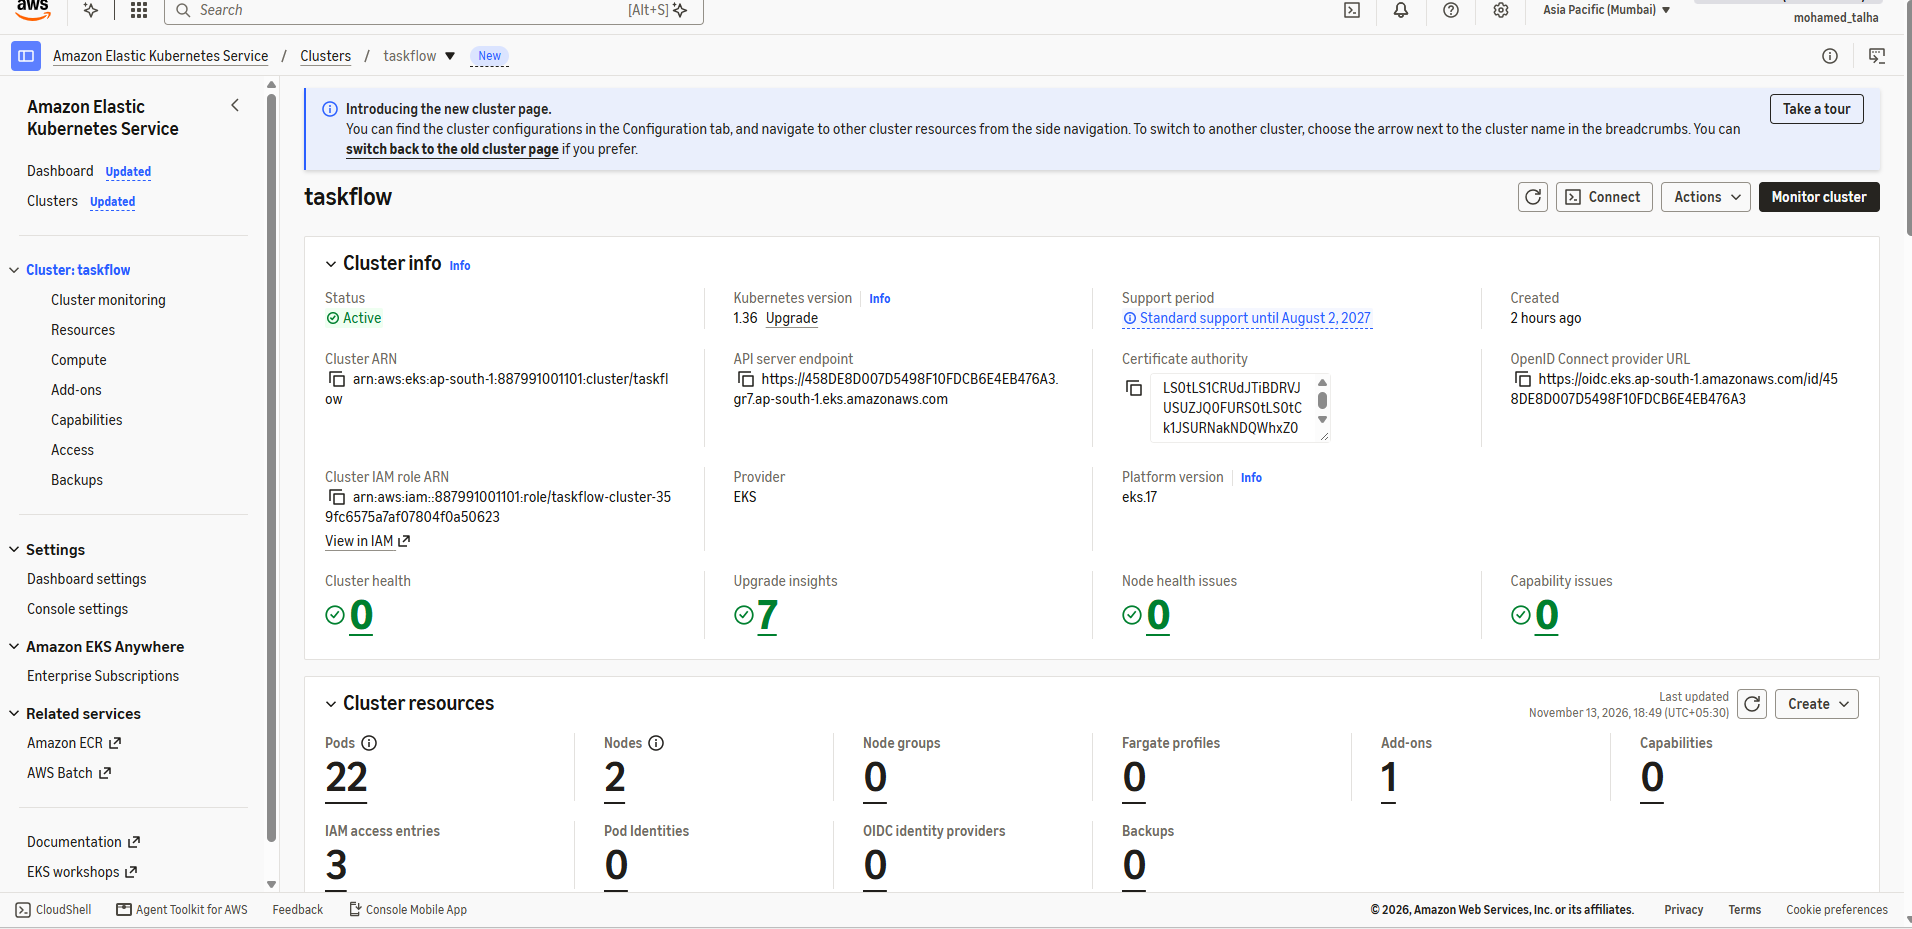 aws
Search
[Alt+S]
Asia Pacific (Mumbai)
mohamed_talha
Amazon Elastic Kubernetes Service / Clusters / taskflow New
Amazon Elastic
Kubernetes Service
Dashboard Updated
Clusters Updated
Cluster: taskflow
Cluster monitoring
Resources
Compute
Add-ons
Capabilities
Access
Backups
Settings
Dashboard settings
Console settings
Amazon EKS Anywhere
Enterprise Subscriptions
Related services
Amazon ECR
AWS Batch
Documentation
EKS workshops
Introducing the new cluster page.
You can find the cluster configurations in the Configuration tab, and navigate to other cluster resources from the side navigation. To switch to another cluster, choose the arrow next to the cluster name in the breadcrumbs. You can
switch back to the old cluster page if you prefer.
Take a tour
taskflow
Connect
Actions
Monitor cluster
Cluster info Info
Status
Active
Kubernetes version Info
1.36 Upgrade
Support period
Standard support until August 2, 2027
Created
2 hours ago
Cluster ARN
arn:aws:eks:ap-south-1:887991001101:cluster/taskfl
ow
API server endpoint
https://458DE8D007D5498F10FDCB6E4EB476A3.
gr7.ap-south-1.eks.amazonaws.com
Certificate authority
LS0tLS1CRUdJTiBDRVJ
USUZJQ0FURS0tLS0tC
k1JSURNakNDQWhxZ0
OpenID Connect provider URL
https://oidc.eks.ap-south-1.amazonaws.com/id/45
8DE8D007D5498F10FDCB6E4EB476A3
Cluster IAM role ARN
arn:aws:iam::887991001101:role/taskflow-cluster-35
9fc6575a7af07804f0a50623
View in IAM
Provider
EKS
Platform version Info
eks.17
Cluster health
0
Upgrade insights
7
Node health issues
0
Capability issues
0
Cluster resources
Last updated
November 13, 2026, 18:49 (UTC+05:30)
Create
Pods
22
Nodes
2
Node groups
0
Fargate profiles
0
Add-ons
1
Capabilities
0
IAM access entries
3
Pod Identities
0
OIDC identity providers
0
Backups
0
CloudShell
Agent Toolkit for AWS
Feedback
Console Mobile App
© 2026, Amazon Web Services, Inc. or its affiliates.
Privacy
Terms
Cookie preferences